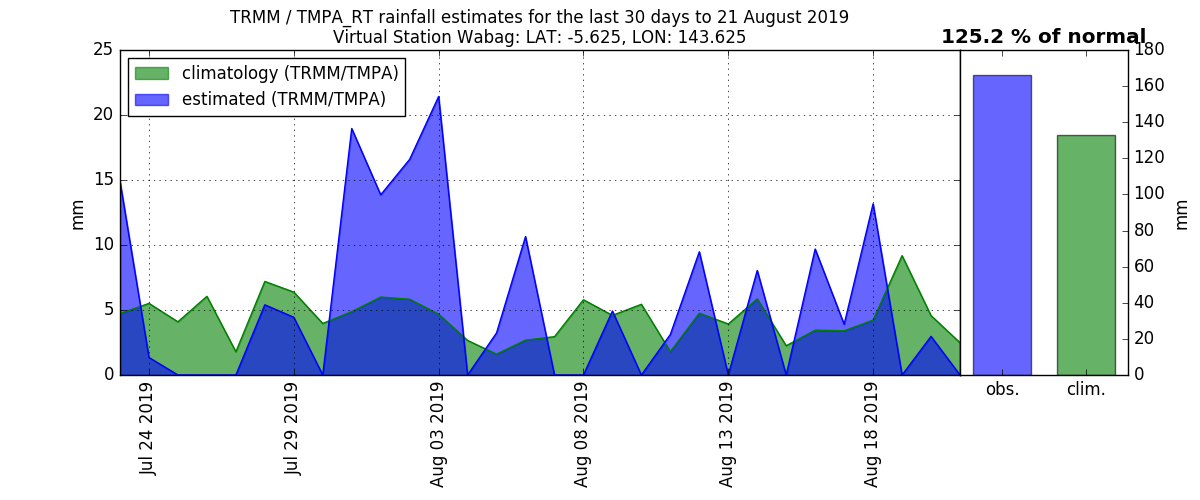 TRMM / TMPA_RT rainfall estimates for the last 30 days to 21 August 2019
Virtual Station Wabag: LAT: -5.625, LON: 143.625
125.2 % of normal
climatology (TRMM/TMPA)
estimated (TRMM/TMPA)
25
20
15
10
5
0
mm
Jul 24 2019
Jul 29 2019
Aug 03 2019
Aug 08 2019
Aug 13 2019
Aug 18 2019
obs.
clim.
180
160
140
120
100
80
60
40
20
0
mm